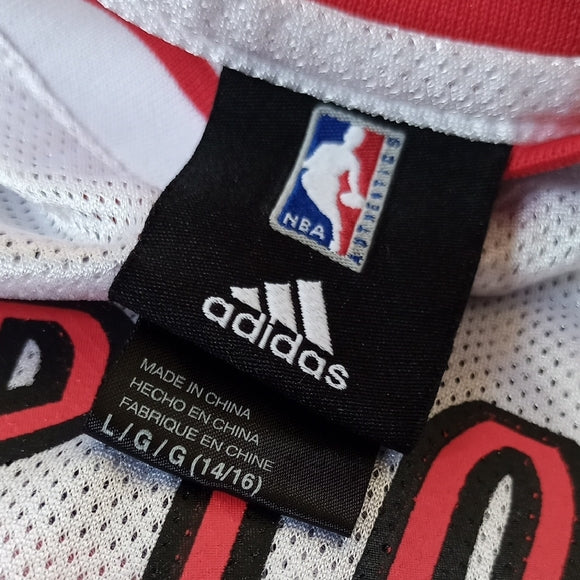 NBA
AUTHENTICS
adidas
MADE IN CHINA
HECHO EN CHINA
FABRIQUE EN CHINE
L/G/G (14/16)